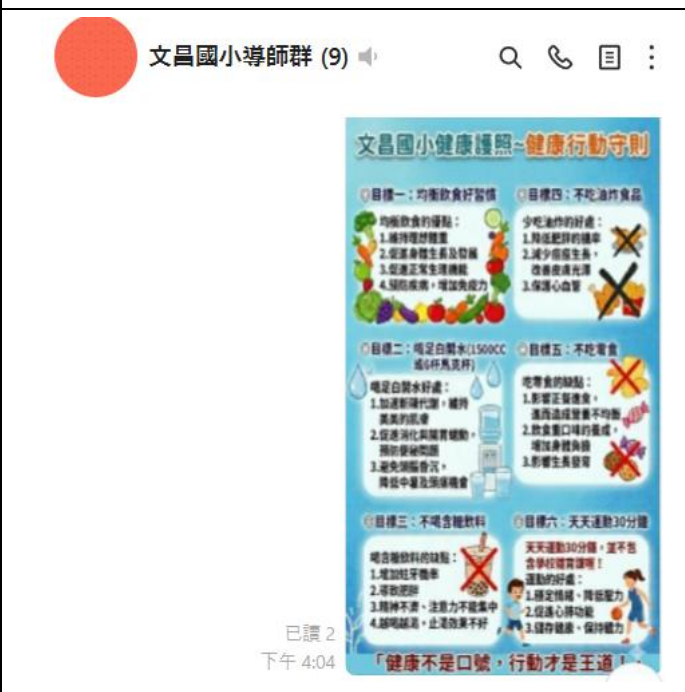 文昌國小導師群 (9)
文昌國小健康護照~健康行動守則
◎目標一：均衡飲食好習慣
均衡飲食的優點：
1.維持理想體重
2.促進身體生長及發展
3.促進正常生理機能
4.預防疾病，增加免疫力
◎目標二：喝足白開水(1500CC
或6杯馬克杯)
喝足白開水好處：
1.加速新陳代謝，維持
美美的肌膚
2.促進消化與腸胃蠕動，
預防便祕問題
3.避免頭腦昏沉，
降低中暑及頭痛機會
◎目標三：不喝含糖飲料
喝含糖飲料的缺點：
1.增加蛀牙機率
2.導致肥胖
3.精神不濟、注意力不能集中
4.越喝越渴，止渴效果不好
◎目標四：不吃油炸食品
少吃油炸的好處：
1.降低肥胖的機率
2.減少痘痘生長，
改善皮膚光澤
3.保護心血管
◎目標五：不吃零食
吃零食的缺點：
1.影響正餐進食，
進而造成營養不均衡
2.飲食重口味的養成，
增加身體負擔
3.影響生長發育
◎目標六：天天運動30分鐘
天天運動30分鐘，並不包
含學校體育課喔！
運動的好處：
1.穩定情緒、降低壓力
2.促進心肺功能
3.儲存健康、保持體力
「健康不是口號，行動才是王道！
已讀 2
下午 4:04